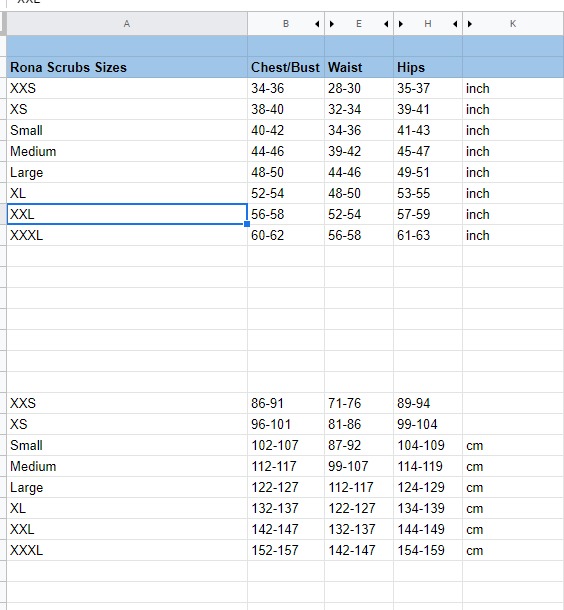 XXL
A B E H K
Rona Scrubs Sizes Chest/Bust Waist Hips
XXS 34-36 28-30 35-37 inch
XS 38-40 32-34 39-41 inch
Small 40-42 34-36 41-43 inch
Medium 44-46 39-42 45-47 inch
Large 48-50 44-46 49-51 inch
XL 52-54 48-50 53-55 inch
XXL 56-58 52-54 57-59 inch
XXXL 60-62 56-58 61-63 inch
XXS 86-91 71-76 89-94
XS 96-101 81-86 99-104
Small 102-107 87-92 104-109 cm
Medium 112-117 99-107 114-119 cm
Large 122-127 112-117 124-129 cm
XL 132-137 122-127 134-139 cm
XXL 142-147 132-137 144-149 cm
XXXL 152-157 142-147 154-159 cm